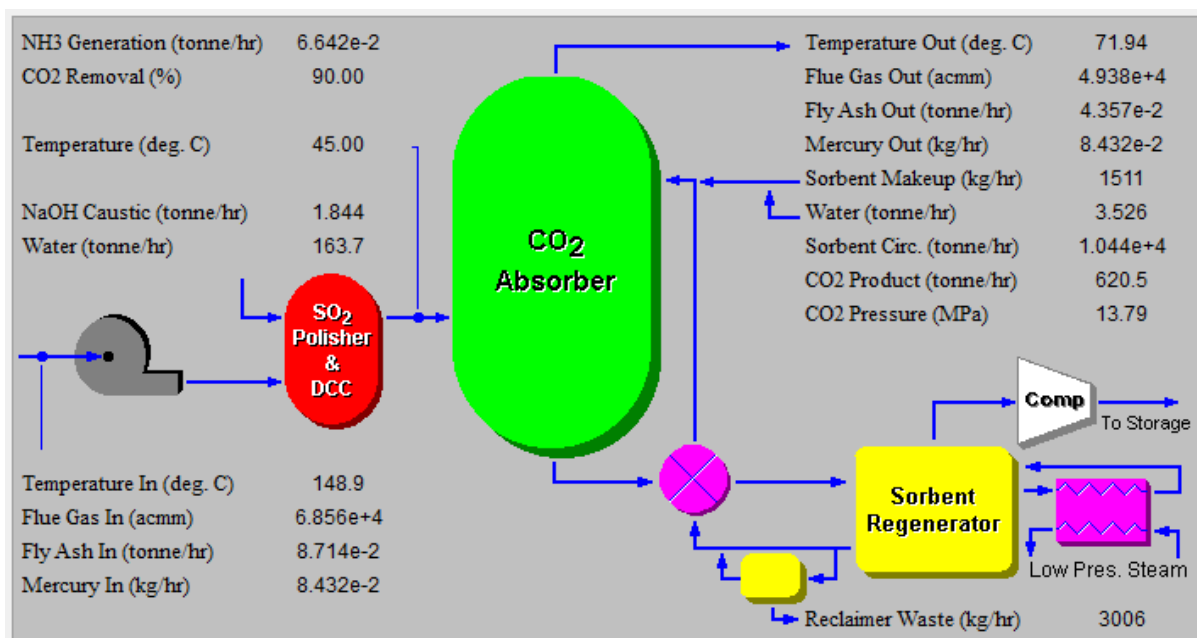 NH3 Generation (tonne/hr) 6.642e-2
CO2 Removal (%) 90.00
Temperature (deg. C) 45.00
NaOH Caustic (tonne/hr) 1.844
Water (tonne/hr) 163.7
SO2
Polisher
&
DCC
CO2
Absorber
Temperature Out (deg. C) 71.94
Flue Gas Out (acmm) 4.938e+4
Fly Ash Out (tonne/hr) 4.357e-2
Mercury Out (kg/hr) 8.432e-2
Sorbent Makeup (kg/hr) 1511
Water (tonne/hr) 3.526
Sorbent Circ. (tonne/hr) 1.044e+4
CO2 Product (tonne/hr) 620.5
CO2 Pressure (MPa) 13.79
Comp
To Storage
Sorbent
Regenerator
Low Pres. Steam
Temperature In (deg. C) 148.9
Flue Gas In (acmm) 6.856e+4
Fly Ash In (tonne/hr) 8.714e-2
Mercury In (kg/hr) 8.432e-2
Reclaimer Waste (kg/hr) 3006